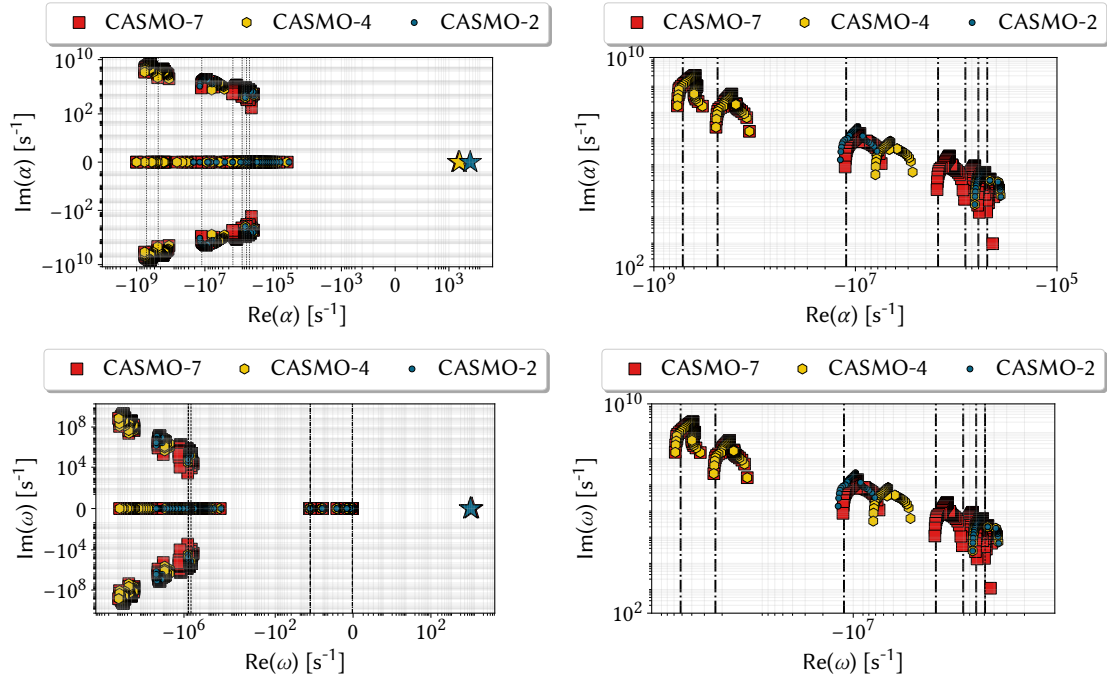 CASMO-7 CASMO-4 CASMO-2
10^10
10^2
0
−10^2
−10^10
Im(α) [s^-1]
−10^9 −10^7 −10^5 −10^3 0 10^3
Re(α) [s^-1]
CASMO-7 CASMO-4 CASMO-2
10^10
10^2
Im(α) [s^-1]
−10^9 −10^7 −10^5
Re(α) [s^-1]
CASMO-7 CASMO-4 CASMO-2
10^8
10^4
0
−10^4
−10^8
Im(ω) [s^-1]
−10^6 −10^2 0 10^2
Re(ω) [s^-1]
CASMO-7 CASMO-4 CASMO-2
10^10
10^2
Im(ω) [s^-1]
−10^7
Re(ω) [s^-1]